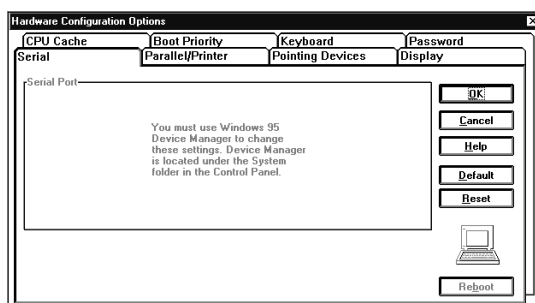 Hardware Configuration Options
CPU Cache
Boot Priority
Keyboard
Password
Serial
Parallel/Printer
Pointing Devices
Display
Serial Port
You must use Windows 95
Device Manager to change
these settings. Device Manager
is located under the System
folder in the Control Panel.
OK
Cancel
Help
Default
Reset
Reboot